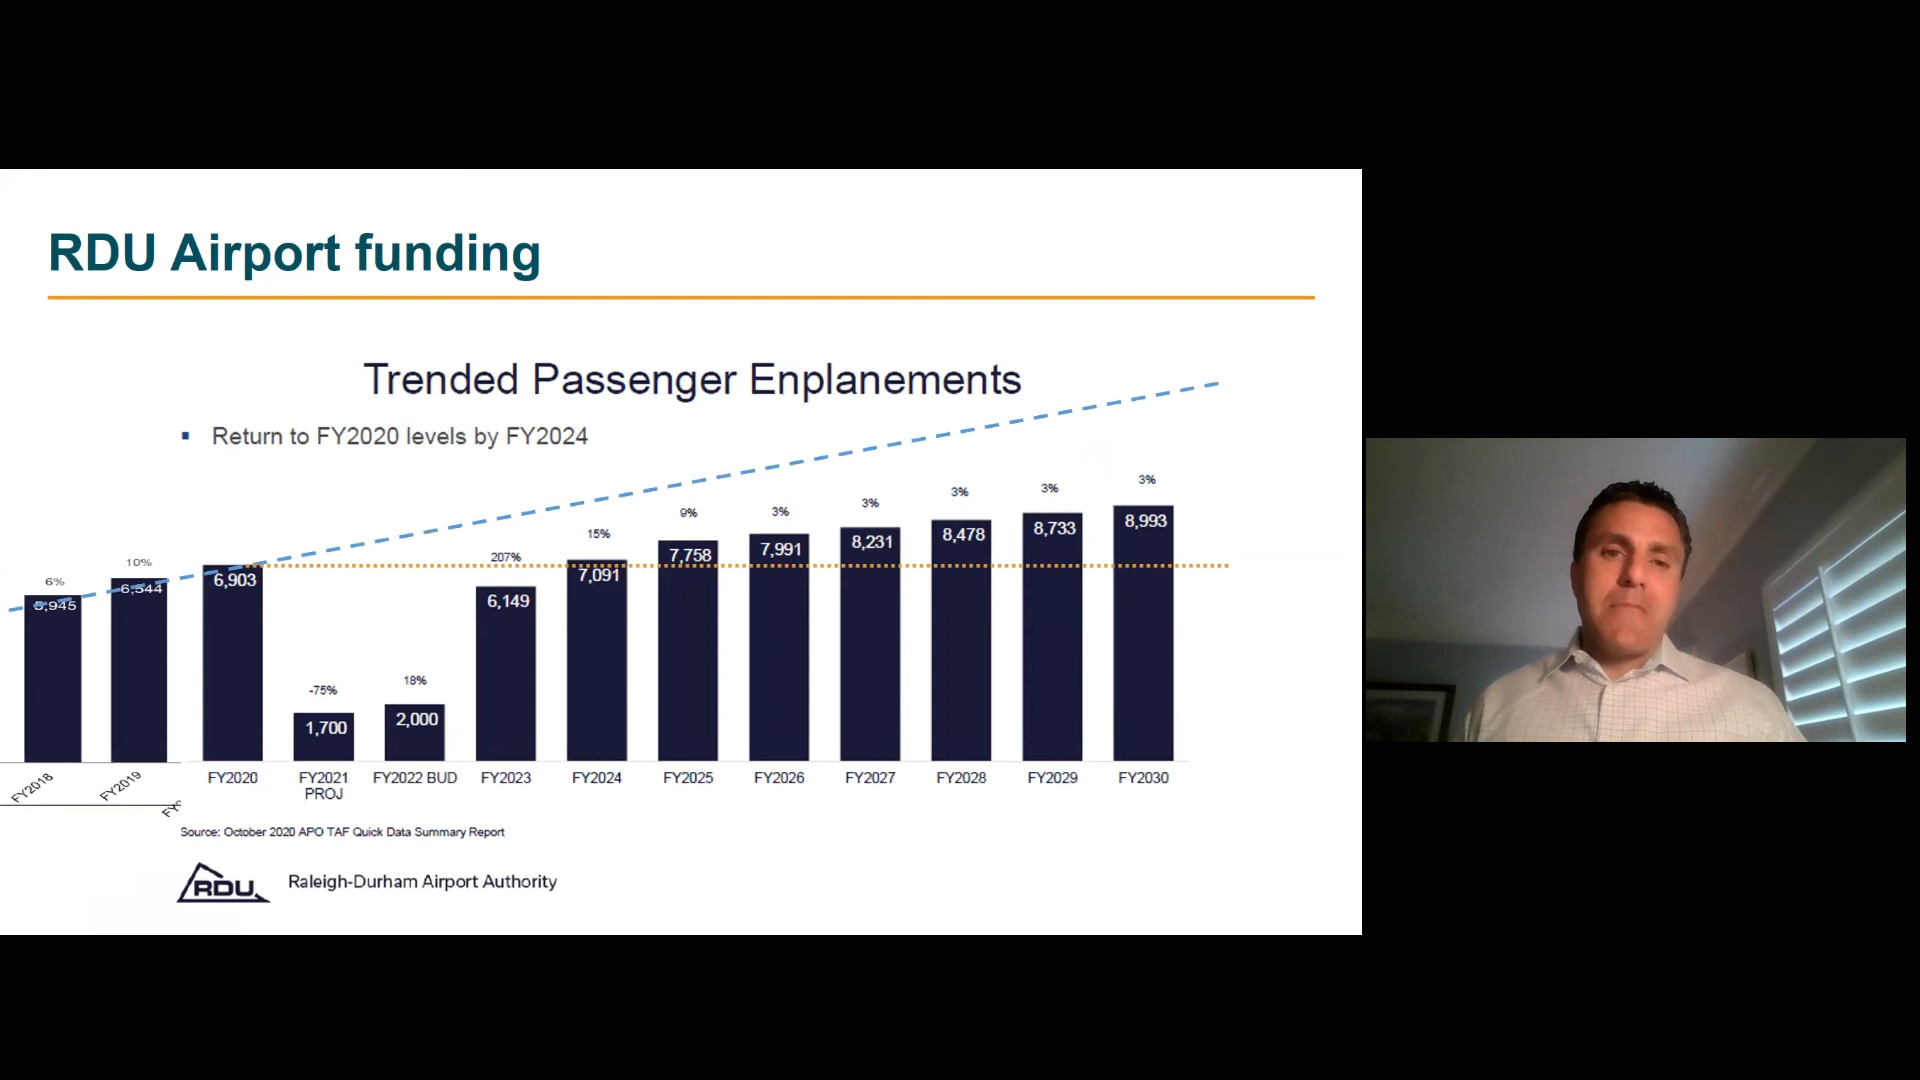 RDU Airport funding
Trended Passenger Enplanements
▪ Return to FY2020 levels by FY2024
6% 10% -75% 18% 207% 15% 9% 3% 3% 3% 3% 3%
5,945 6,544 6,903 1,700 2,000 6,149 7,091 7,758 7,991 8,231 8,478 8,733 8,993
FY2018 FY2019 FY2020 FY2021 FY2022 BUD FY2023 FY2024 FY2025 FY2026 FY2027 FY2028 FY2029 FY2030
PROJ
Source: October 2020 APO TAF Quick Data Summary Report
RDU Raleigh-Durham Airport Authority